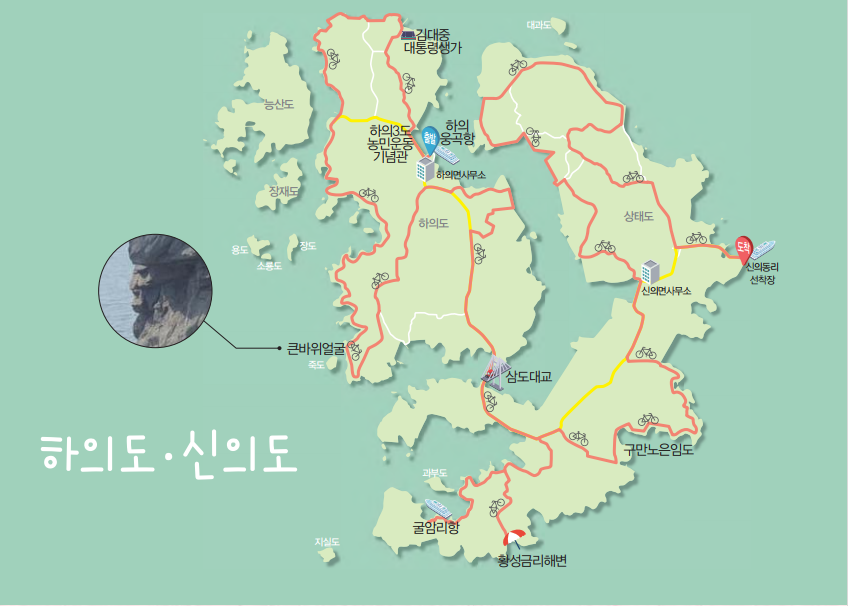 대과도
김대중
대통령생가
능산도
하의3도
농민운동
기념관
출발
하의
웅곡항
하의면사무소
장재도
하의도
상태도
용도
소통도
장도
도착
신의동리
선착장
신의면사무소
큰바위얼굴
죽도
삼도대교
하의도·신의도
구만노은임도
과부도
굴암리항
지실도
황성금리해변